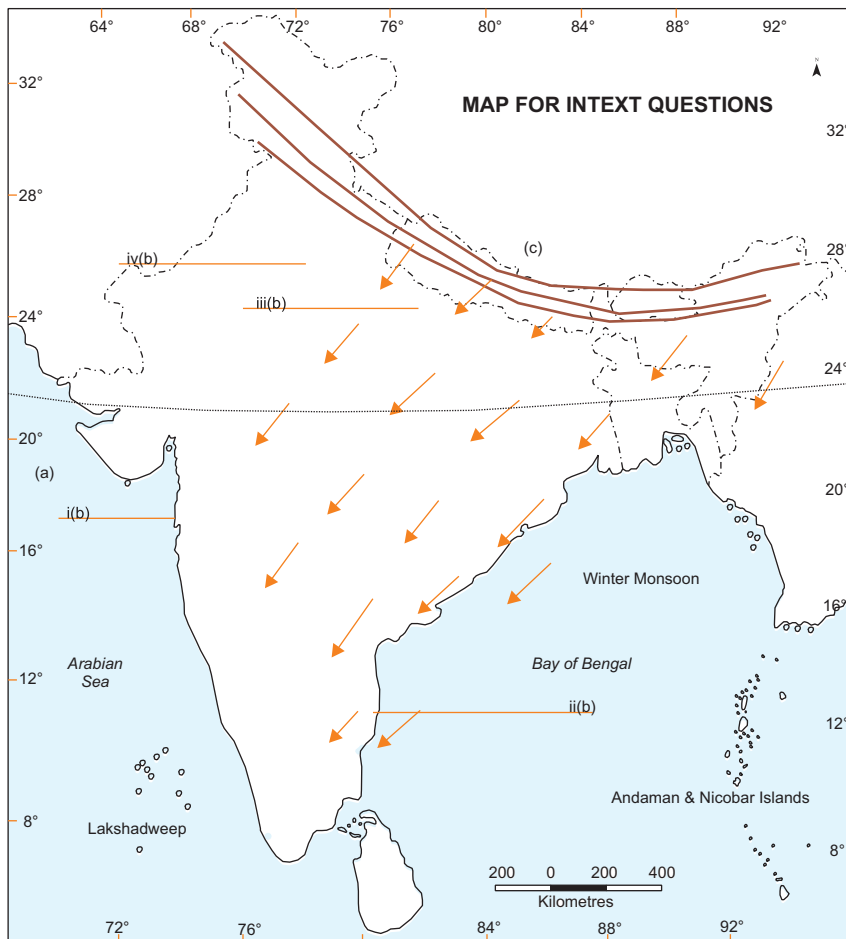 64° 68° 72° 76° 80° 84° 88° 92°
N
32°
MAP FOR INTEXT QUESTIONS
32°
28°
(c)
28°
iv(b)
iii(b)
24°
24°
20°
(a)
20°
i(b)
16°
Winter Monsoon
16°
Arabian
Sea
Bay of Bengal
12°
ii(b)
12°
Andaman & Nicobar Islands
8°
Lakshadweep
8°
200 0 200 400
Kilometres
72° 76° 84° 92°